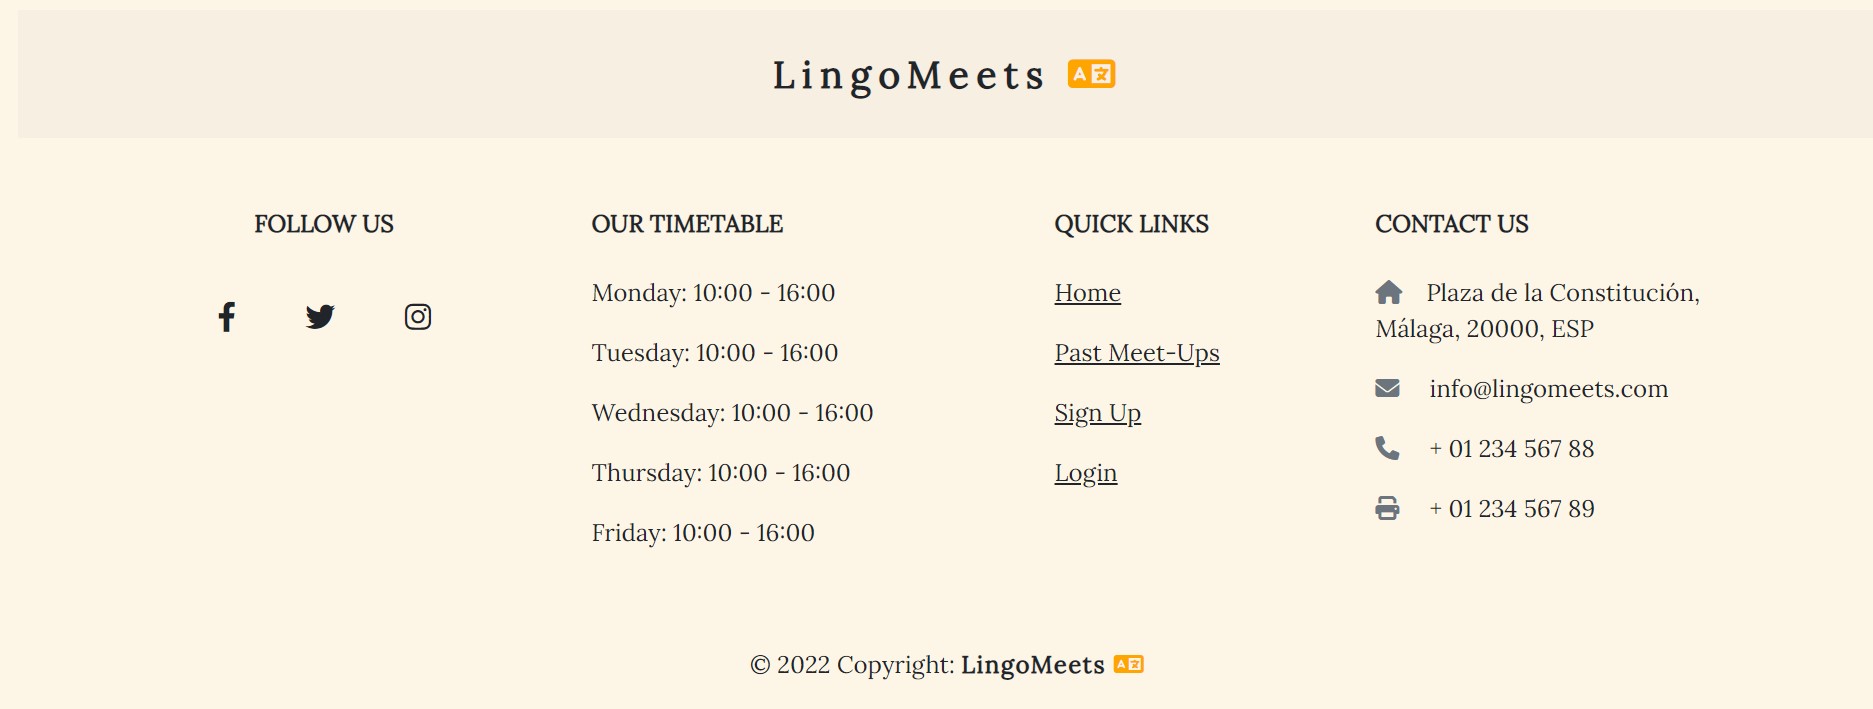 LingoMeets
FOLLOW US
OUR TIMETABLE
Monday: 10:00 - 16:00
Tuesday: 10:00 - 16:00
Wednesday: 10:00 - 16:00
Thursday: 10:00 - 16:00
Friday: 10:00 - 16:00
QUICK LINKS
Home
Past Meet-Ups
Sign Up
Login
CONTACT US
Plaza de la Constitución,
Málaga, 20000, ESP
info@lingomeets.com
+ 01 234 567 88
+ 01 234 567 89
© 2022 Copyright: LingoMeets